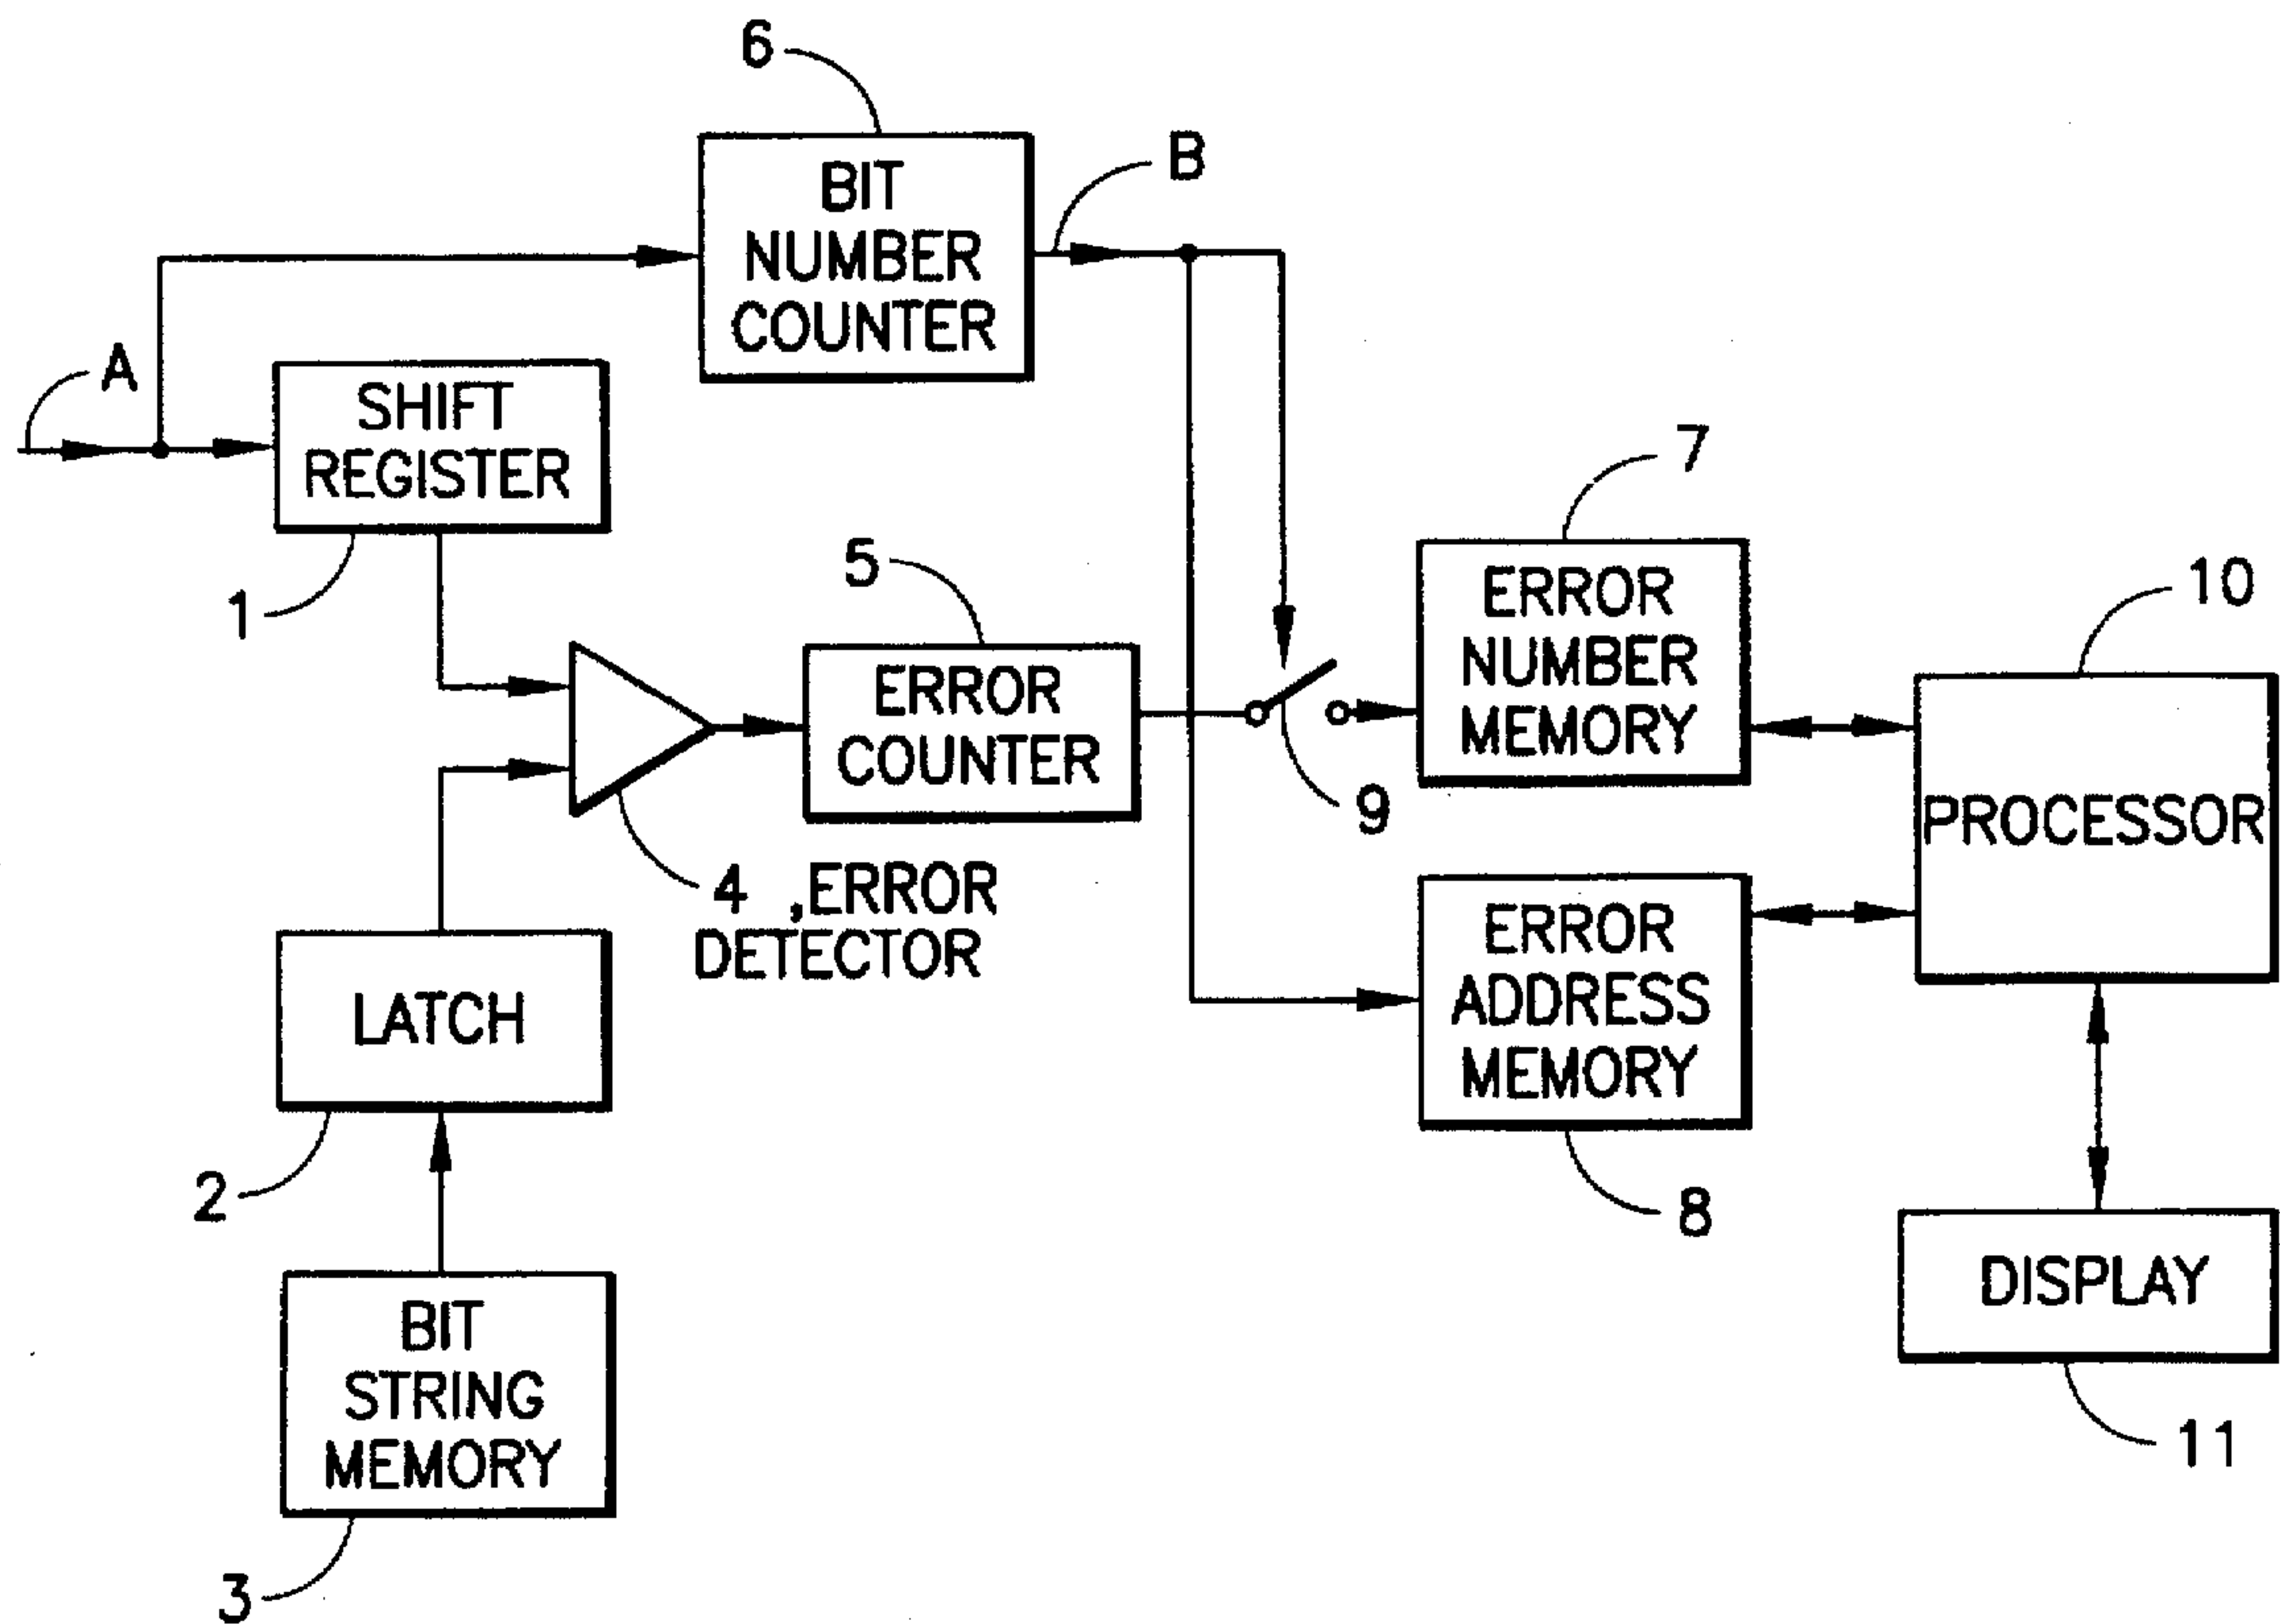 6
BIT
NUMBER
COUNTER
B
A
SHIFT
REGISTER
1
5
ERROR
COUNTER
4 ,ERROR
DETECTOR
9
7
ERROR
NUMBER
MEMORY
10
PROCESSOR
LATCH
2
ERROR
ADDRESS
MEMORY
8
BIT
STRING
MEMORY
3
DISPLAY
11